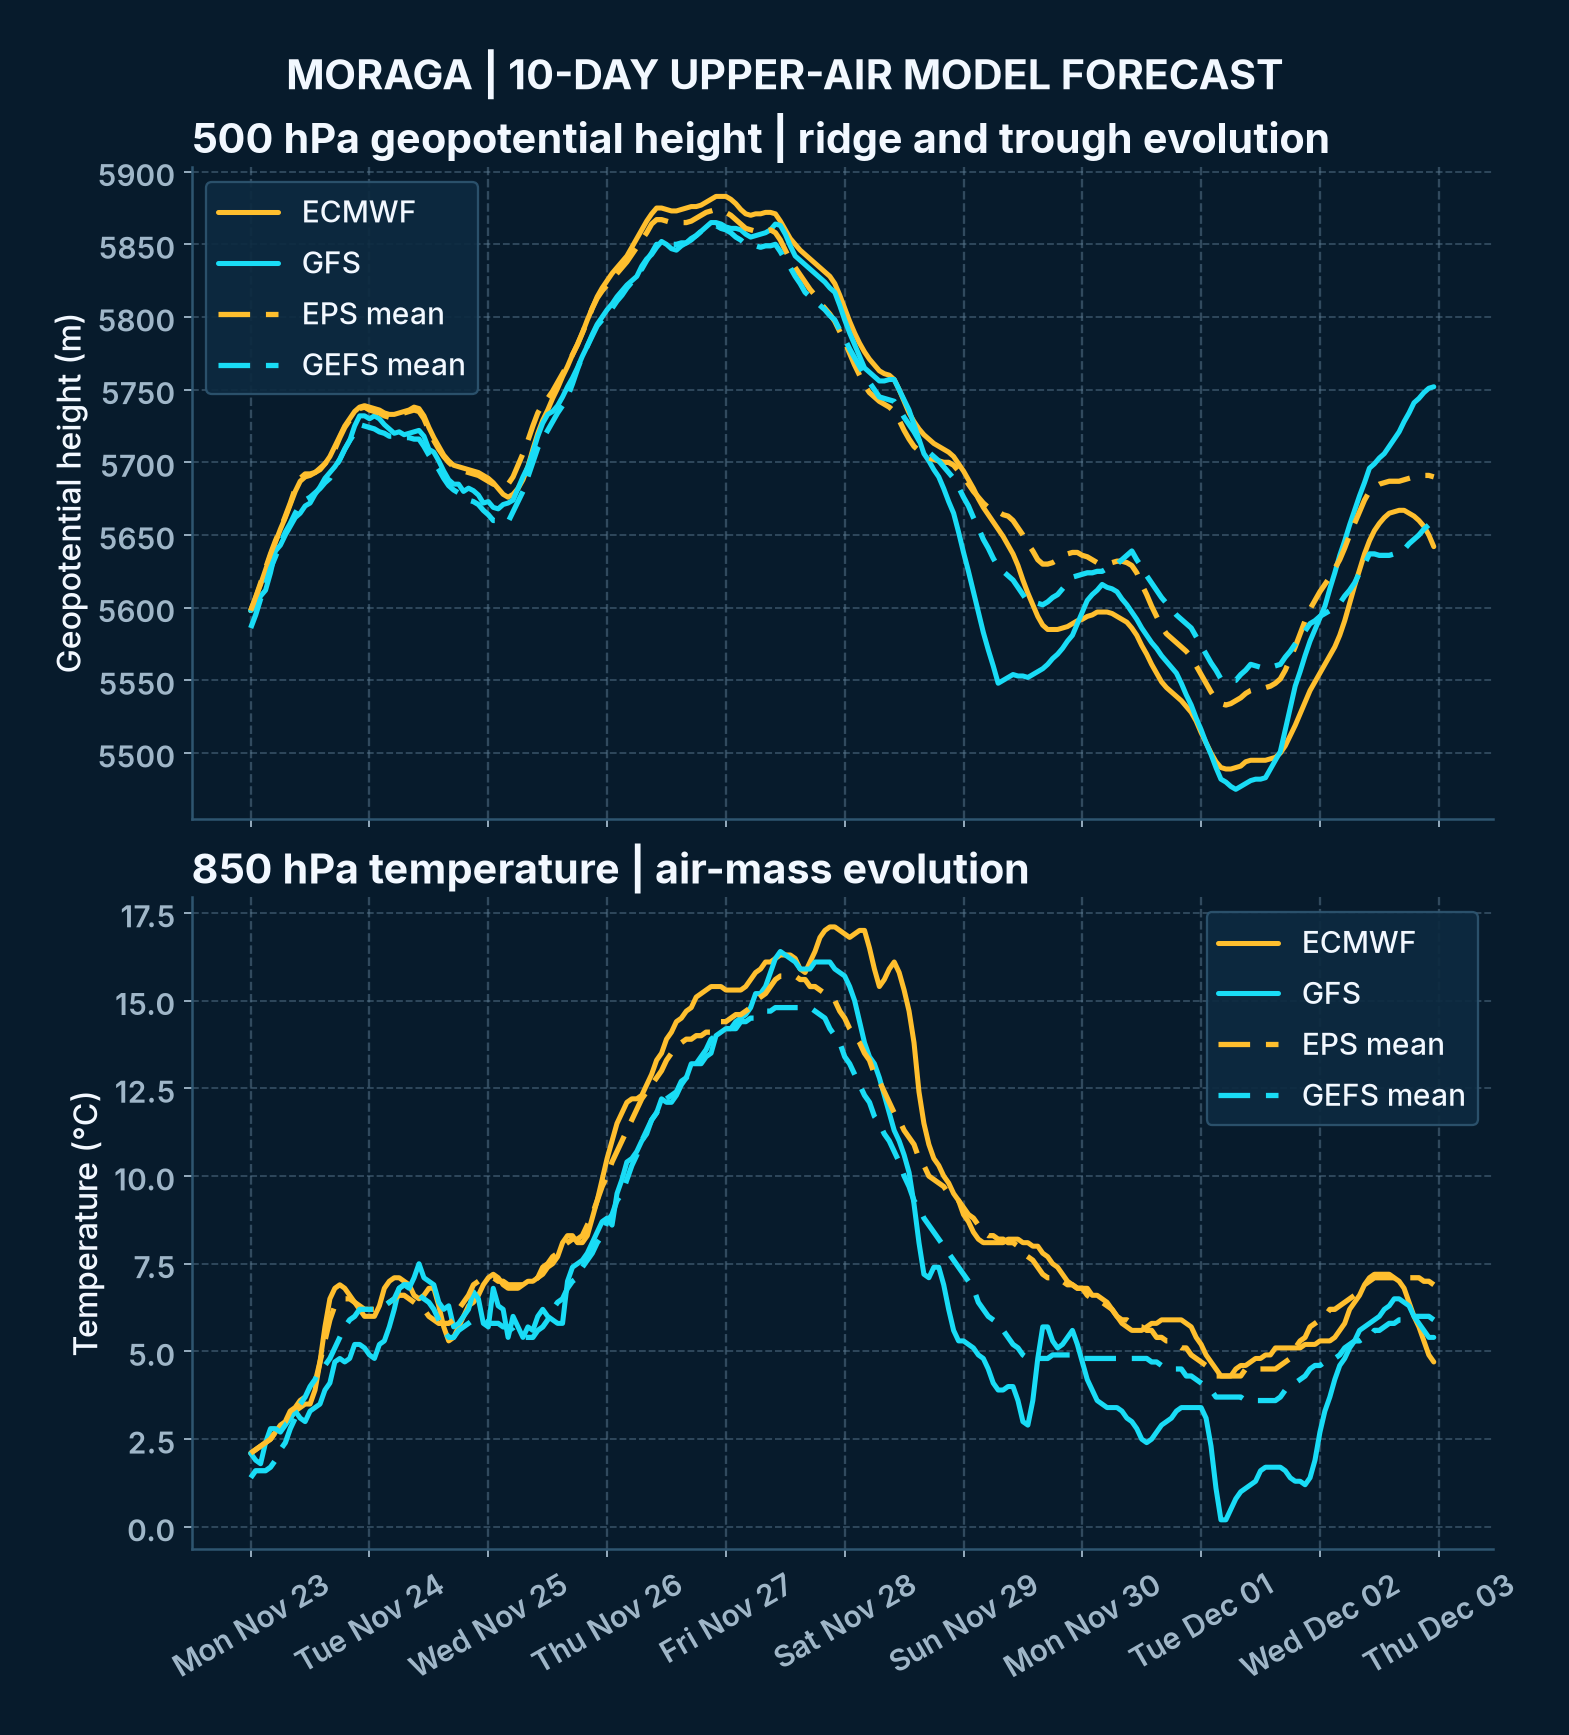 MORAGA | 10-DAY UPPER-AIR MODEL FORECAST
500 hPa geopotential height | ridge and trough evolution
5900
5850
5800
5750
5700
5650
5600
5550
5500
Geopotential height (m)
ECMWF
GFS
EPS mean
GEFS mean
850 hPa temperature | air-mass evolution
17.5
15.0
12.5
10.0
7.5
5.0
2.5
0.0
Temperature (°C)
ECMWF
GFS
EPS mean
GEFS mean
Mon Nov 23
Tue Nov 24
Wed Nov 25
Thu Nov 26
Fri Nov 27
Sat Nov 28
Sun Nov 29
Mon Nov 30
Tue Dec 01
Wed Dec 02
Thu Dec 03